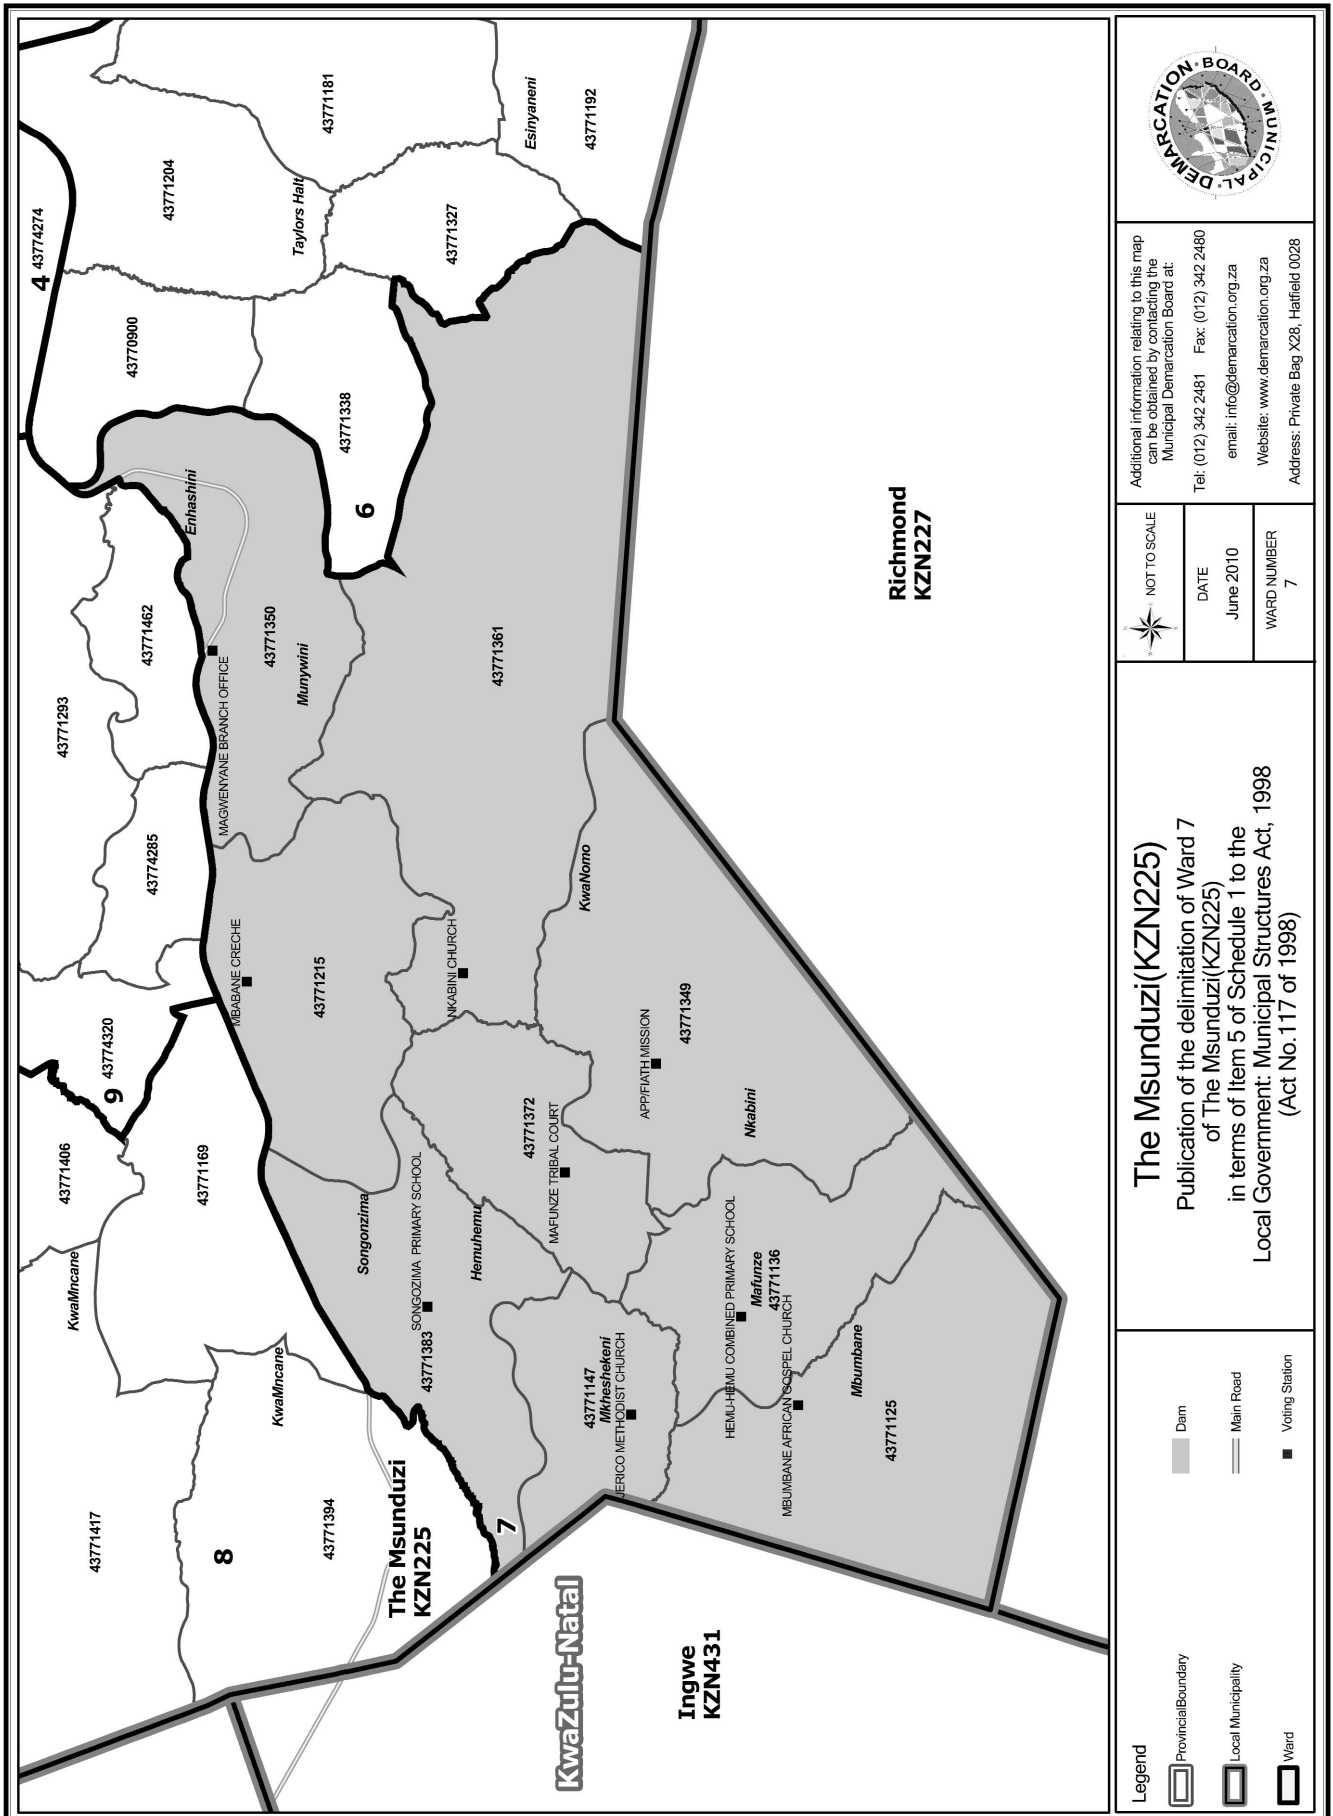 43771417
8
43771394
The Msunduzi
KZN225
KwaZulu-Natal
Ingwe
KZN431
KwaMncane
KwaMncane
43771406
43771169
9
43774320
43774285
43771293
43771462
4
43774274
43770900
43771204
43771181
Taylors Halt
43771338
6
43771327
Esinyaneni
43771192
Enhashini
43771350
Munywini
MAGWENYANE BRANCH OFFICE
43771361
MBABANE CRECHE
43771215
NKABINI CHURCH
KwaNomo
Songonzima
SONGOZIMA PRIMARY SCHOOL
43771383
Hemuhemu
7
43771372
MAFUNZE TRIBAL COURT
APP/FIATH MISSION
43771349
Nkabini
43771147
Mkheshekeni
JERICO METHODIST CHURCH
HEMU-HEMU COMBINED PRIMARY SCHOOL
Mafunze
43771136
MBUMBANE AFRICAN GOSPEL CHURCH
Mbumbane
43771125
Richmond
KZN227
Legend
ProvincialBoundary
Local Municipality
Ward
Dam
Main Road
Voting Station
The Msunduzi(KZN225)
Publication of the delimitation of Ward 7
of The Msunduzi(KZN225)
in terms of Item 5 of Schedule 1 to the
Local Government: Municipal Structures Act, 1998
(Act No.117 of 1998)
NOT TO SCALE
DATE
June 2010
WARD NUMBER
7
Additional information relating to this map
can be obtained by contacting the
Municipal Demarcation Board at:
Tel: (012) 342 2481 Fax: (012) 342 2480
email: info@demarcation.org.za
Website: www.demarcation.org.za
Address: Private Bag X28, Hatfield 0028
MUNICIPAL DEMARCATION BOARD